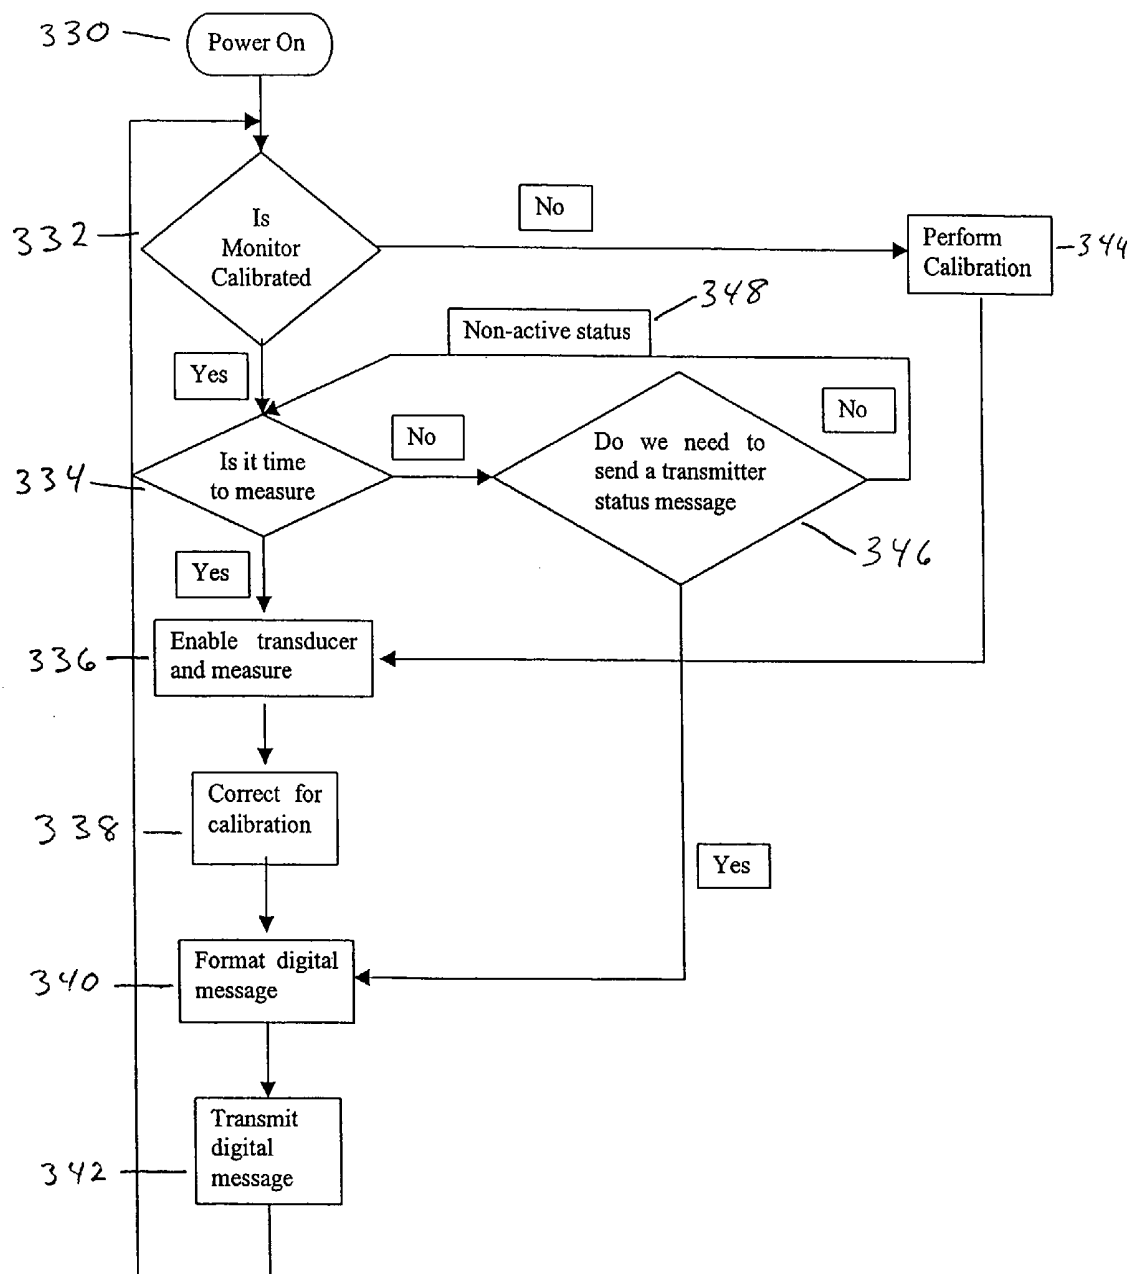 330
Power On
332
Is
Monitor
Calibrated
No
Perform
Calibration
344
348
Non-active status
Yes
No
No
334
Is it time
to measure
Do we need to
send a transmitter
status message
346
Yes
336
Enable transducer
and measure
338
Correct for
calibration
Yes
340
Format digital
message
342
Transmit
digital
message